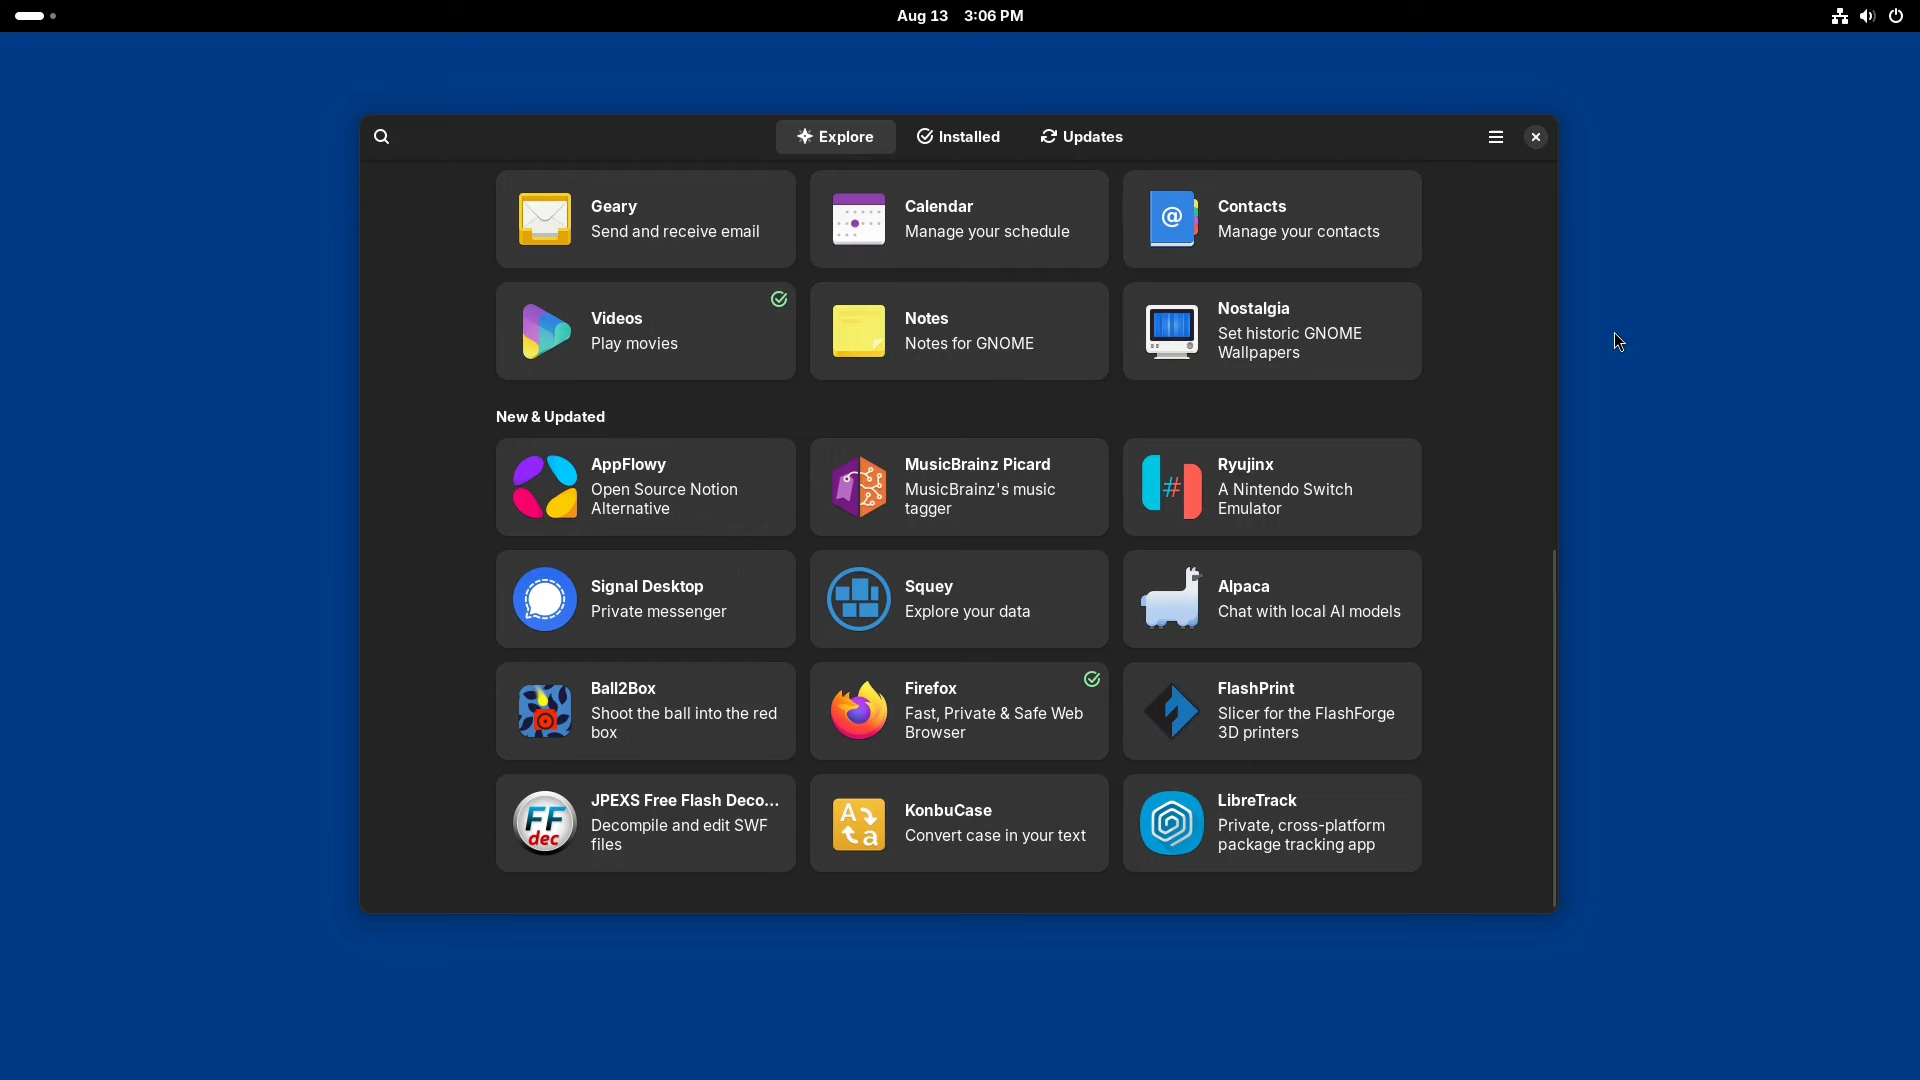 Aug 13 3:06 PM
Explore Installed Updates
Geary
Send and receive email
Calendar
Manage your schedule
Contacts
Manage your contacts
Videos
Play movies
Notes
Notes for GNOME
Nostalgia
Set historic GNOME
Wallpapers
New & Updated
AppFlowy
Open Source Notion
Alternative
MusicBrainz Picard
MusicBrainz's music
tagger
Ryujinx
A Nintendo Switch
Emulator
Signal Desktop
Private messenger
Squey
Explore your data
Alpaca
Chat with local AI models
Ball2Box
Shoot the ball into the red
box
Firefox
Fast, Private & Safe Web
Browser
FlashPrint
Slicer for the FlashForge
3D printers
FF
dec
JPEXS Free Flash Deco...
Decompile and edit SWF
files
A
a
KonbuCase
Convert case in your text
LibreTrack
Private, cross-platform
package tracking app